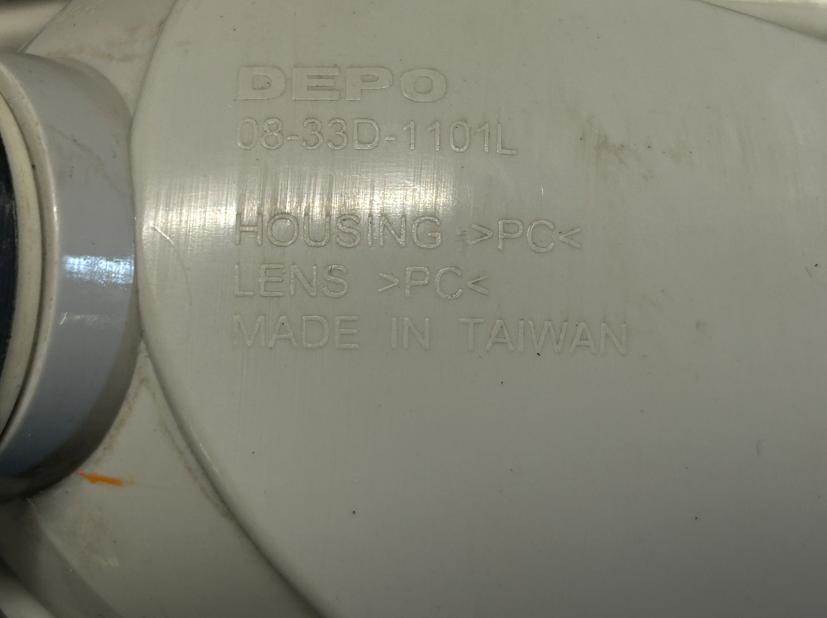 DEPO
08-33D-1101L
HOUSING >PC<
LENS >PC<
MADE IN TAIWAN